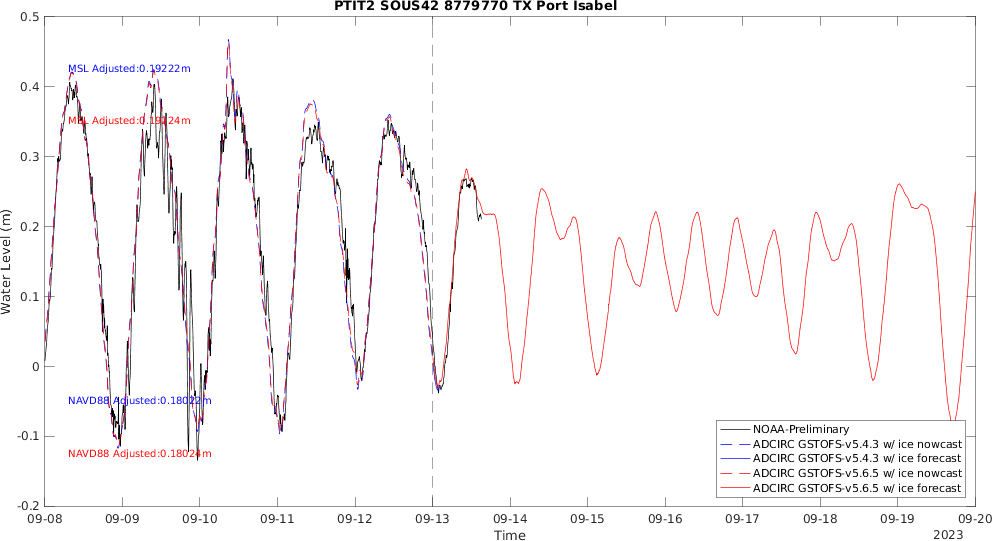 PTIT2 SOUS42 8779770 TX Port Isabel
0.5
0.4
0.3
0.2
0.1
0
-0.1
-0.2
Water Level (m)
MSL Adjusted:0.19222m
MSL Adjusted:0.19224m
NAVD88 Adjusted:0.18022m
NAVD88 Adjusted:0.18024m
NOAA-Preliminary
ADCIRC GSTOFS-v5.4.3 w/ ice nowcast
ADCIRC GSTOFS-v5.4.3 w/ ice forecast
ADCIRC GSTOFS-v5.6.5 w/ ice nowcast
ADCIRC GSTOFS-v5.6.5 w/ ice forecast
09-08 09-09 09-10 09-11 09-12 09-13 09-14 09-15 09-16 09-17 09-18 09-19 09-20
Time
2023